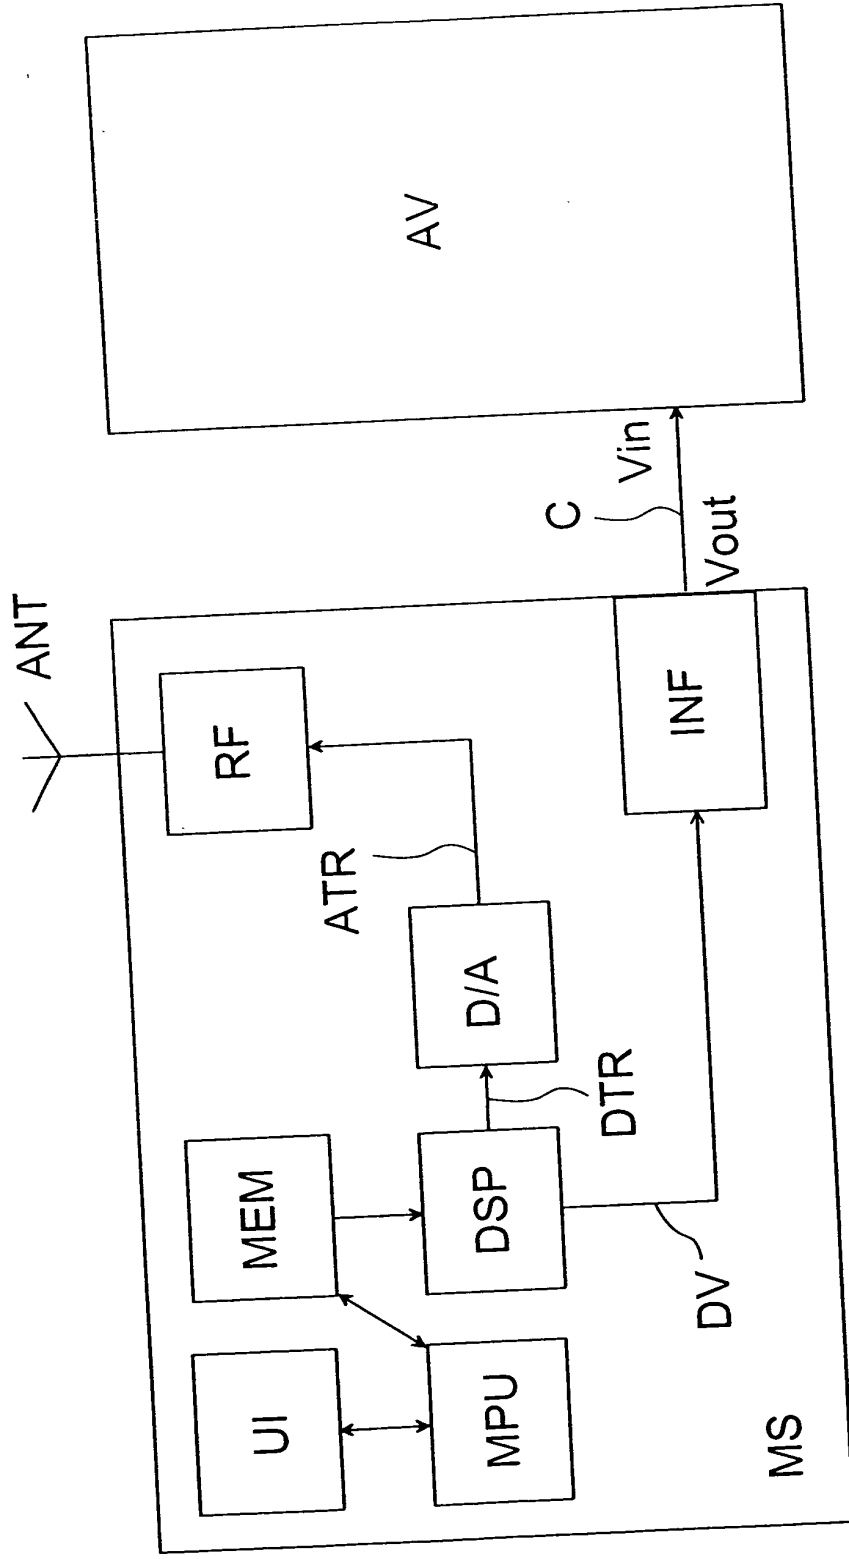 ANT
UI
MEM
RF
ATR
AV
MPU
DSP
D/A
DTR
C
Vin
INF
Vout
DV
MS